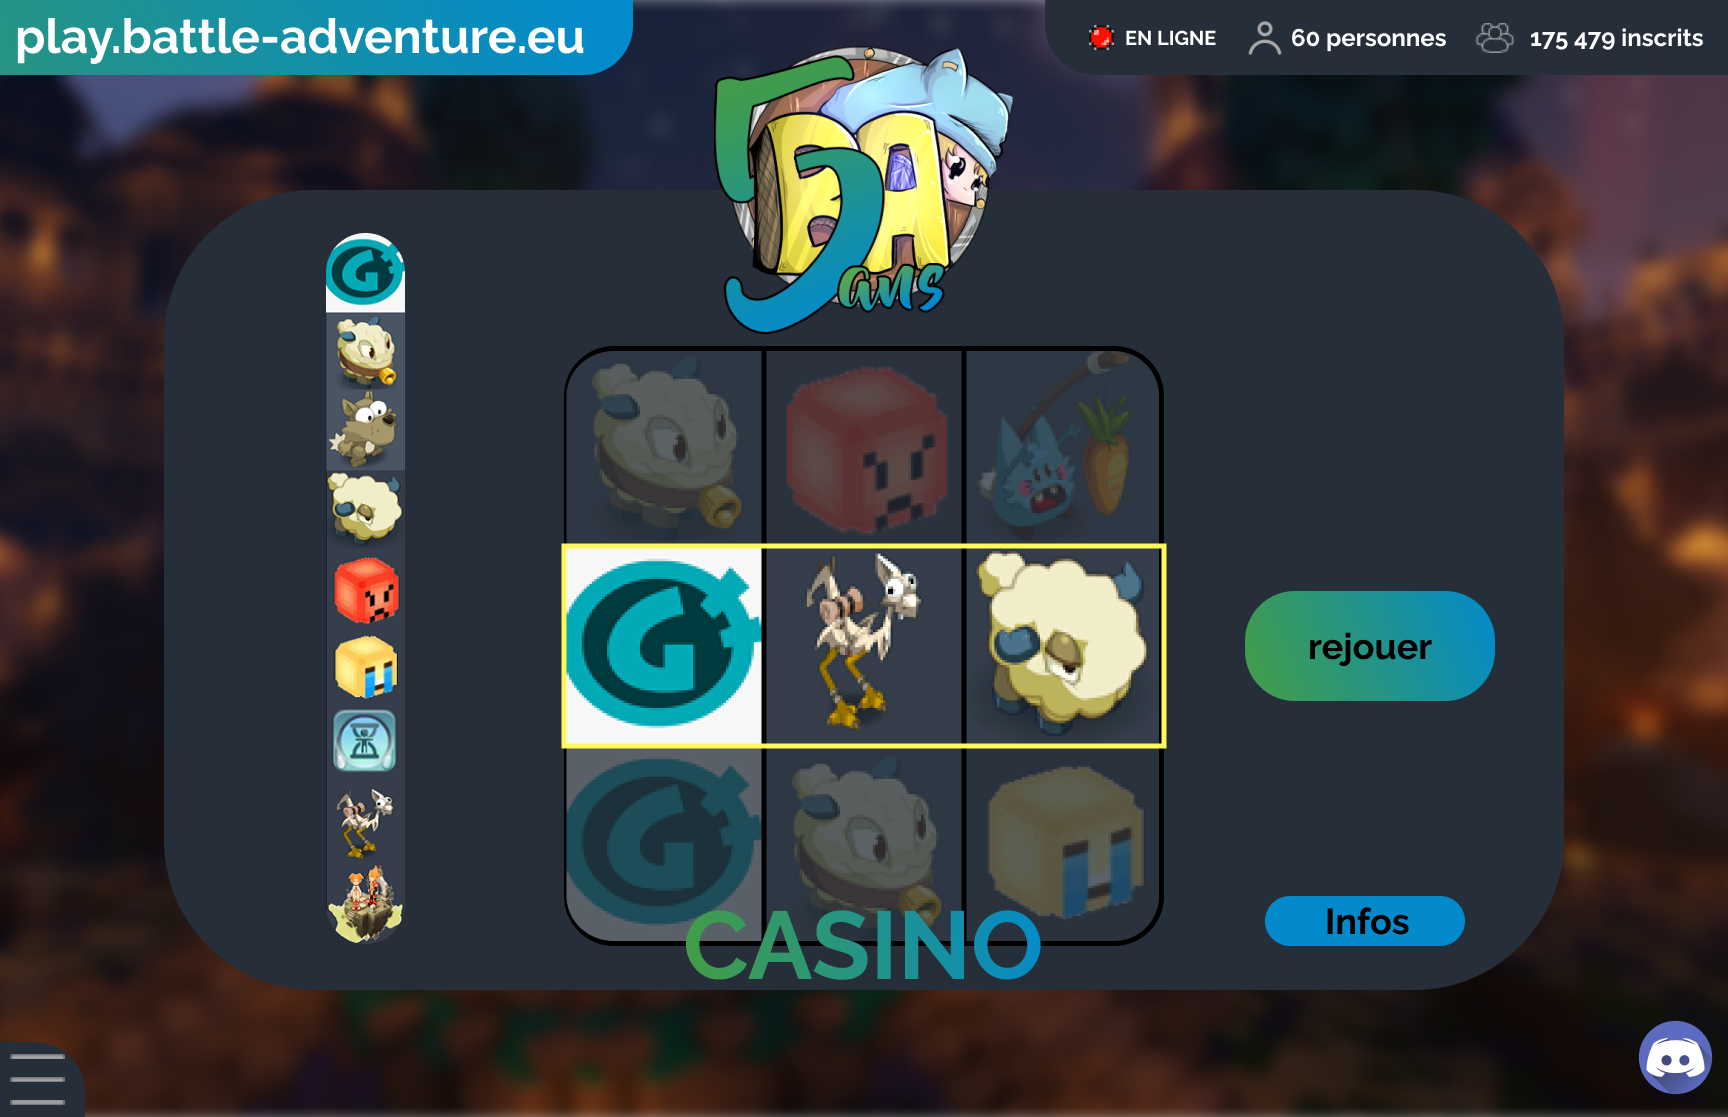 play.battle-adventure.eu
EN LIGNE
60 personnes
175 479 inscrits
BA
5 ans
G
G
rejouer
G
Infos
CASINO